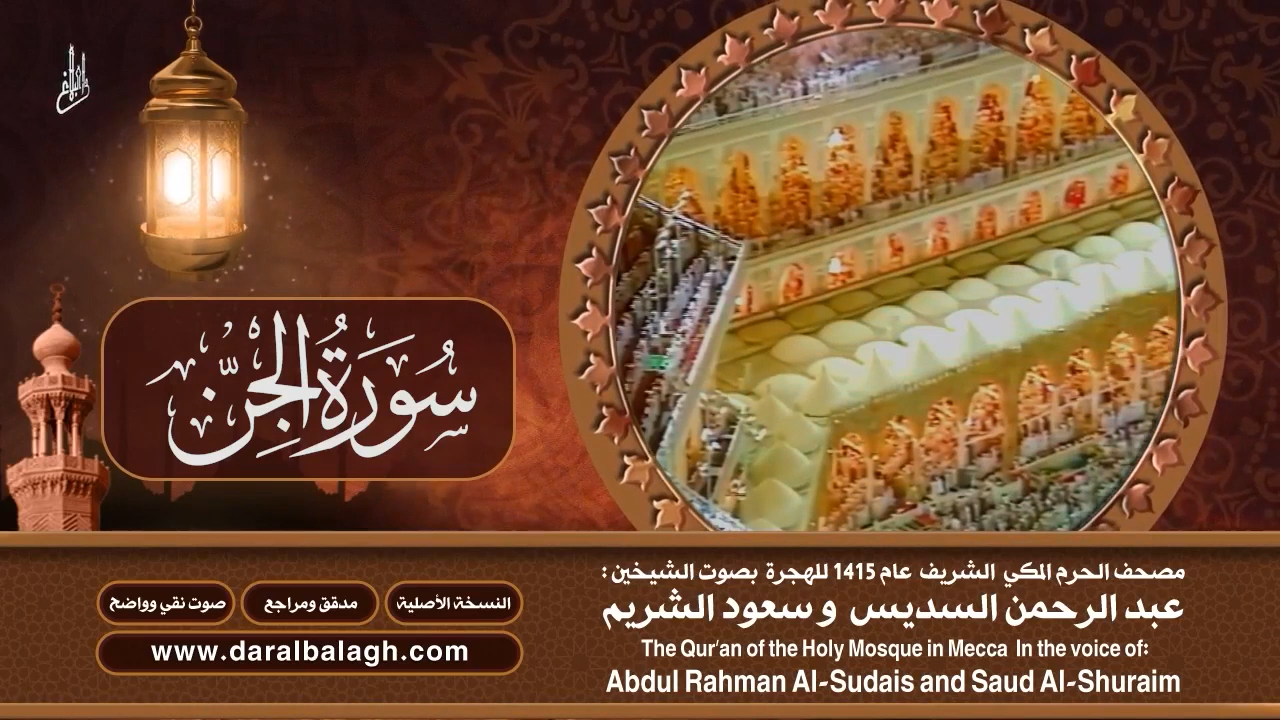 دار البلاغ
سُورَةُ الجِنّ
مصحف الحرم المكي الشريف عام 1415 للهجرة بصوت الشيخين :
عبد الرحمن السديس و سعود الشريم
The Qur'an of the Holy Mosque in Mecca In the voice of:
Abdul Rahman Al-Sudais and Saud Al-Shuraim
النسخة الأصلية
مدقق ومراجع
صوت نقي وواضح
www.daralbalagh.com